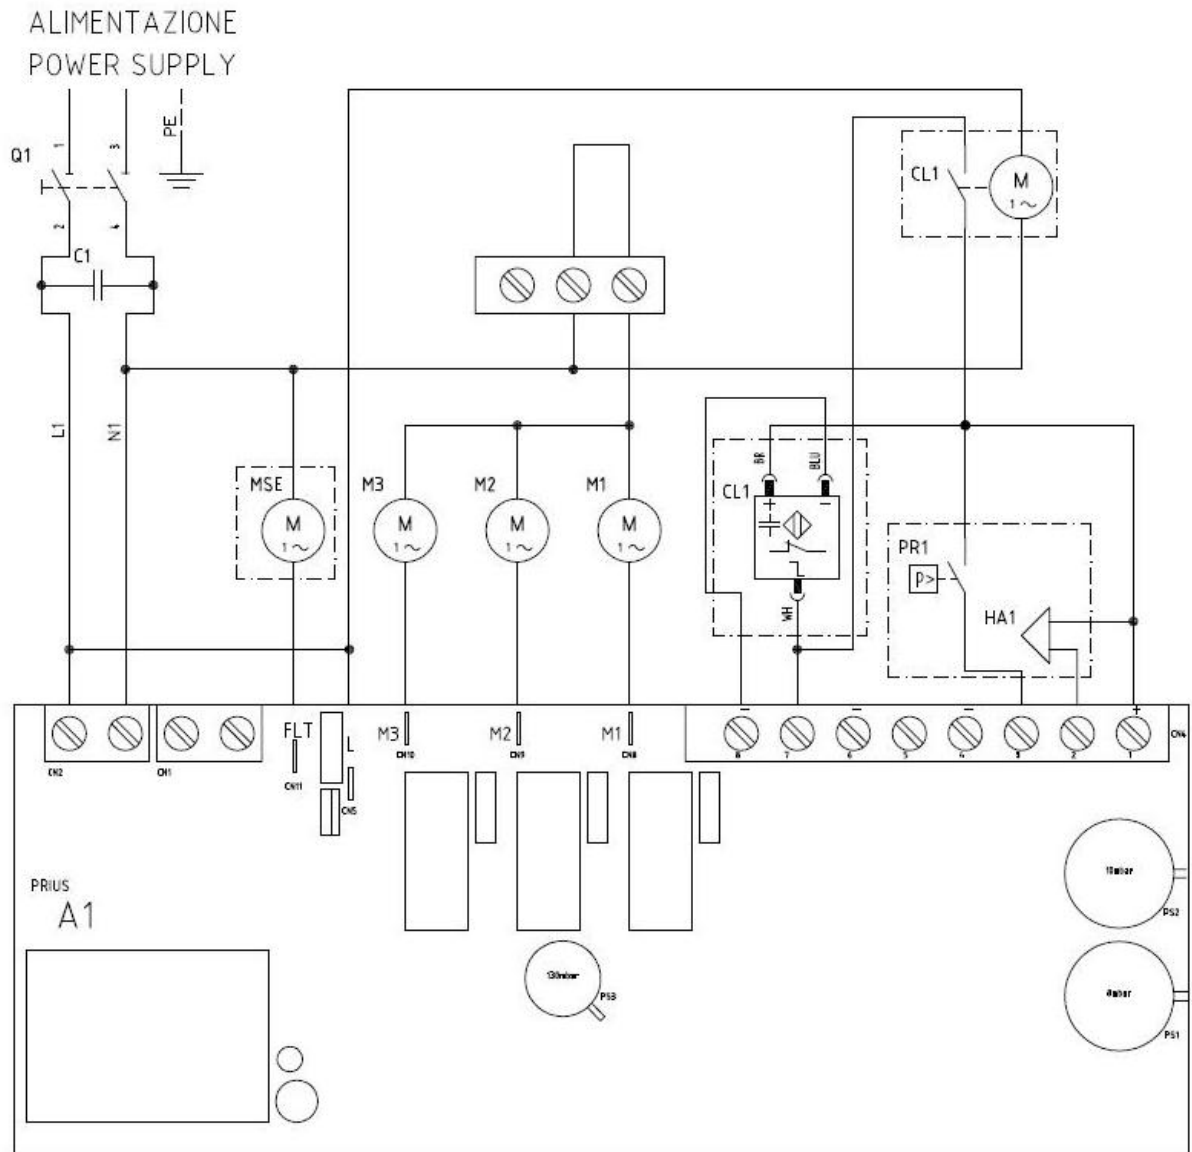 ALIMENTAZIONE
POWER SUPPLY
PE
1
3
Q1
2
4
C1
CL1
M
1~
L1
N1
MSE
M3
M2
M1
M
1~
M
1~
M
1~
M
1~
BR
BLU
CL1
+
-
WH
PR1
P>
HA1
FLT
L
M3
M2
M1
-
-
-
+
CN2
CN1
CN11
CN5
CN10
CN9
CN8
8
7
6
5
4
3
2
1
CN4
PRIUS
A1
10mbar
PS2
130mbar
PS3
PS1